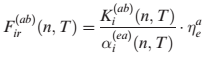 F_{ir}^{(ab)}(n, T) = \frac{K_i^{(ab)}(n, T)}{\alpha_i^{(ea)}(n, T)} \cdot \eta_e^a